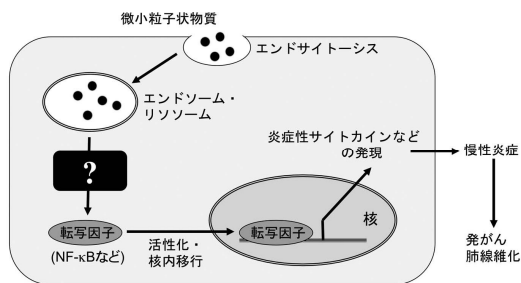 微小粒子状物質
エンドサイトーシス
エンドソーム・
リソソーム
炎症性サイトカインなど
の発現
慢性炎症
?
核
転写因子
(NF-κBなど)
活性化・
核内移行
転写因子
発がん
肺線維化